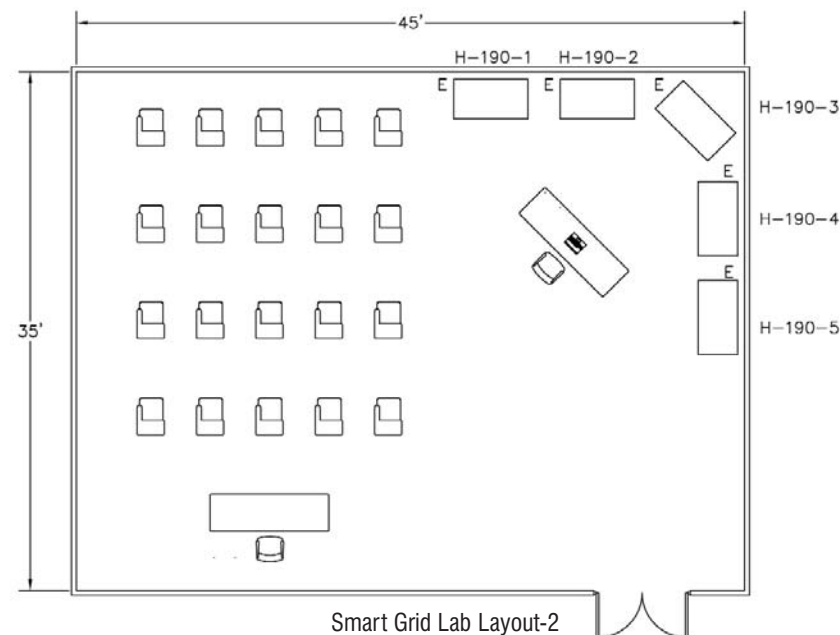 45'
H-190-1 H-190-2
E E E
H-190-3
E
H-190-4
E
35'
H-190-5
Smart Grid Lab Layout-2